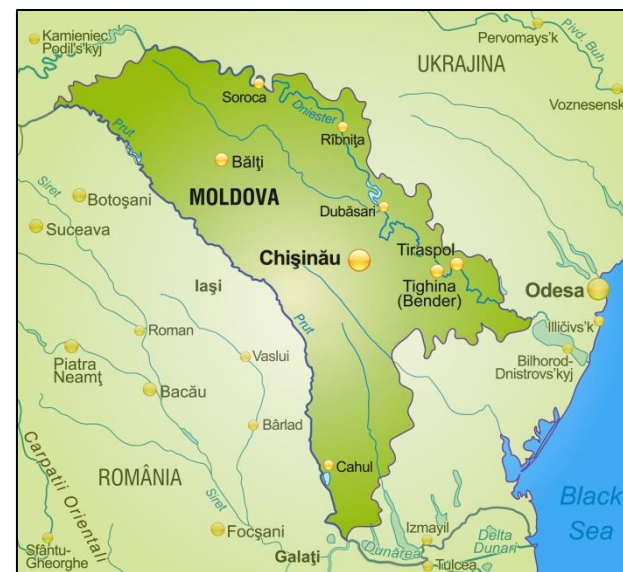 Kamieniec
Podil's'kyj
Pervomays'k
Pivd. Buh
UKRAJINA
Voznesensk
Soroca
Dniester
Rîbniţa
Prut
Bălţi
Siret
Botoşani
MOLDOVA
Dubăsari
Suceava
Chişinău
Tiraspol
Tighina
(Bender)
Odesa
Iaşi
Illičivs'k
Prut
Roman
Vaslui
Bilhorod-
Dnistrovs'kyj
Piatra
Neamţ
Bacău
Bârlad
Carpatii Orientali
Cahul
ROMÂNIA
Siret
Black
Sea
Focşani
Izmayil
Delta
Dunari
Galaţi
Dunărea
Sfântu-
Gheorghe
Tulcea